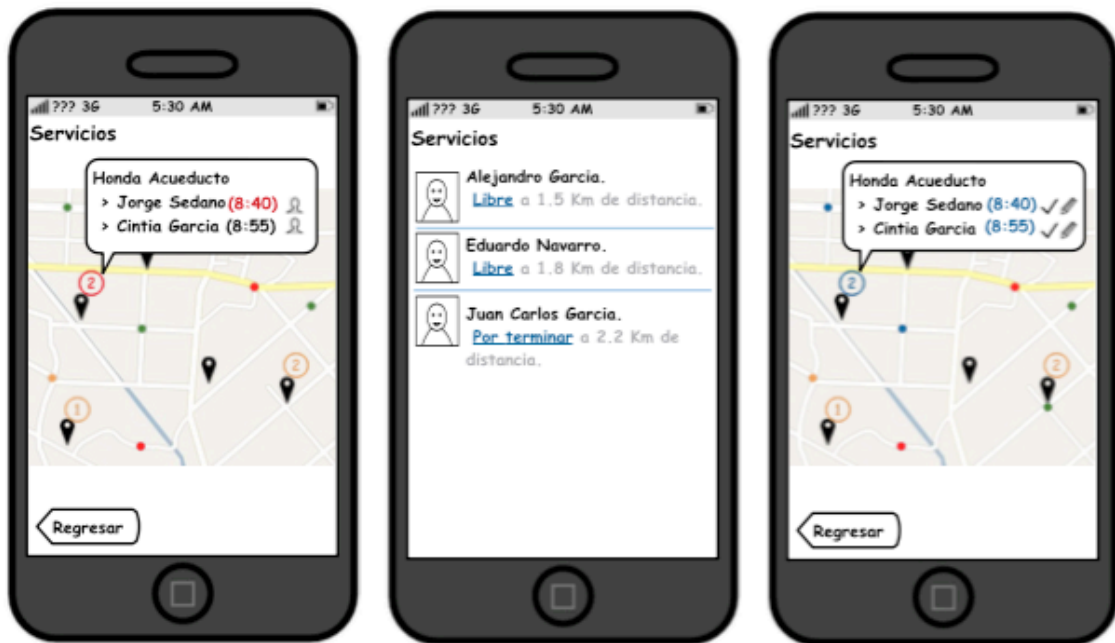 ??? 3G 5:30 AM
Servicios
Honda Acueducto
> Jorge Sedano (8:40)
> Cintia Garcia (8:55)
2
2
1
Regresar
??? 3G 5:30 AM
Servicios
Alejandro Garcia.
Libre a 1.5 Km de distancia.
Eduardo Navarro.
Libre a 1.8 Km de distancia.
Juan Carlos Garcia.
Por terminar a 2.2 Km de
distancia.
??? 3G 5:30 AM
Servicios
Honda Acueducto
> Jorge Sedano (8:40)
> Cintia Garcia (8:55)
2
2
1
Regresar